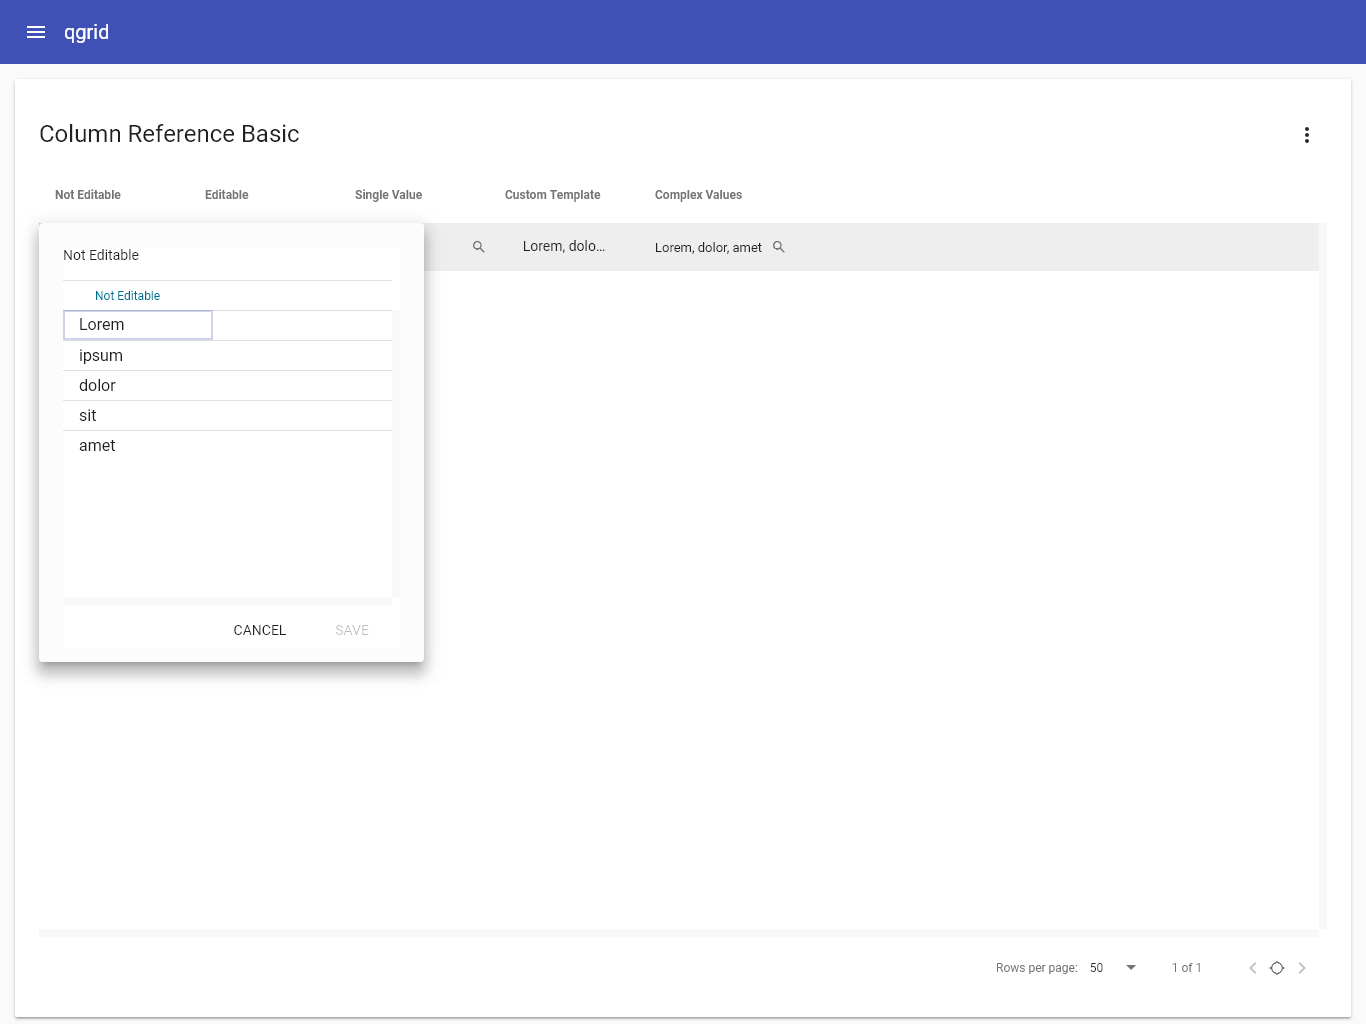 qgrid
Column Reference Basic
Not Editable Editable Single Value Custom Template Complex Values
Lorem, dolo... Lorem, dolor, amet
Not Editable
Not Editable
Lorem
ipsum
dolor
sit
amet
CANCEL SAVE
Rows per page: 50 1 of 1